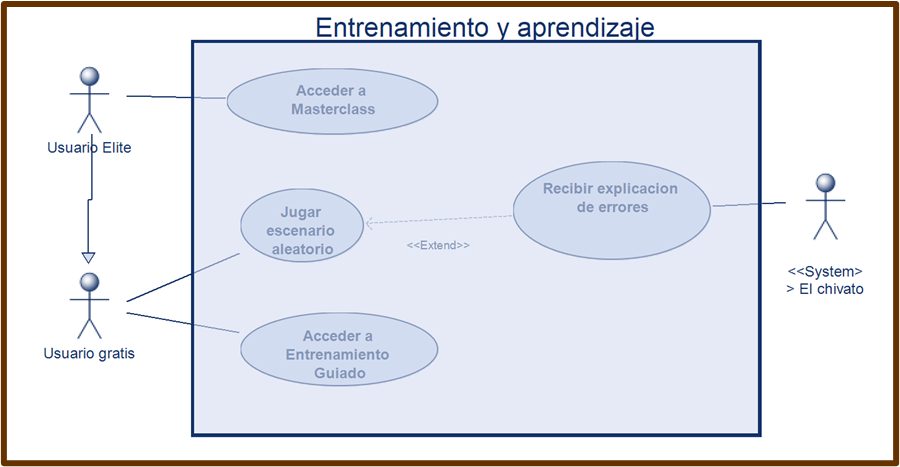 Entrenamiento y aprendizaje
Acceder a
Masterclass
Usuario Elite
Recibir explicacion
de errores
Jugar
escenario
aleatorio
<<Extend>>
<<System>
> El chivato
Usuario gratis
Acceder a
Entrenamiento
Guiado